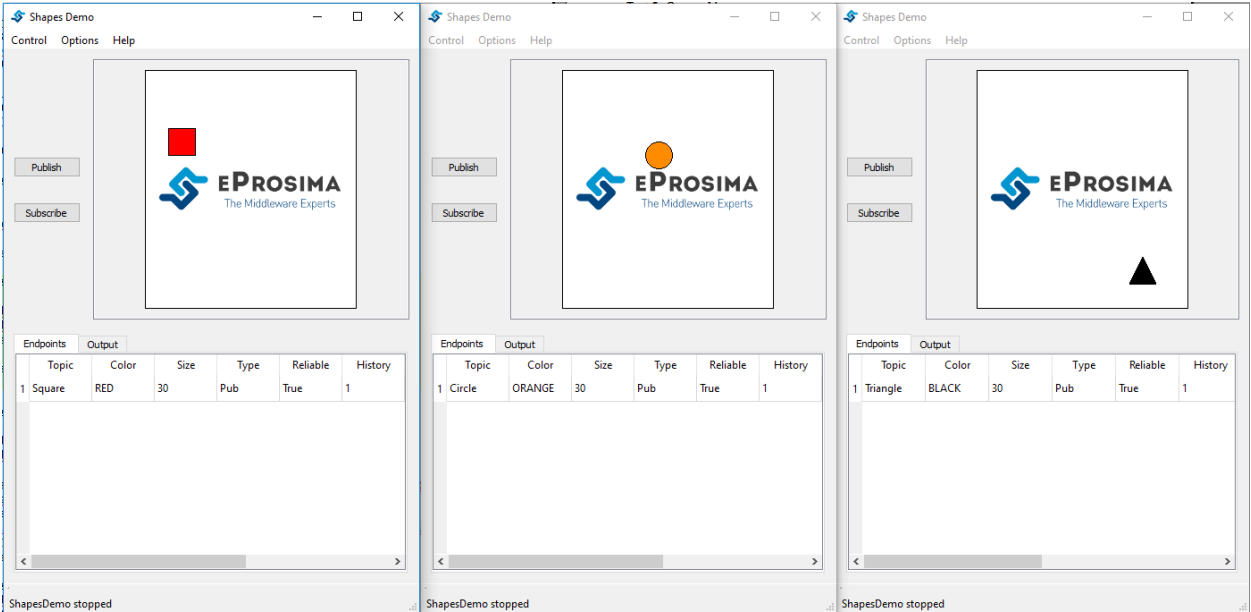 Shapes Demo
Control Options Help
Publish
Subscribe
eProsima
The Middleware Experts
Endpoints Output
Topic Color Size Type Reliable History
1 Square RED 30 Pub True 1
ShapesDemo stopped
Shapes Demo
Control Options Help
Publish
Subscribe
eProsima
The Middleware Experts
Endpoints Output
Topic Color Size Type Reliable History
1 Circle ORANGE 30 Pub True 1
ShapesDemo stopped
Shapes Demo
Control Options Help
Publish
Subscribe
eProsima
The Middleware Experts
Endpoints Output
Topic Color Size Type Reliable History
1 Triangle BLACK 30 Pub True 1
ShapesDemo stopped